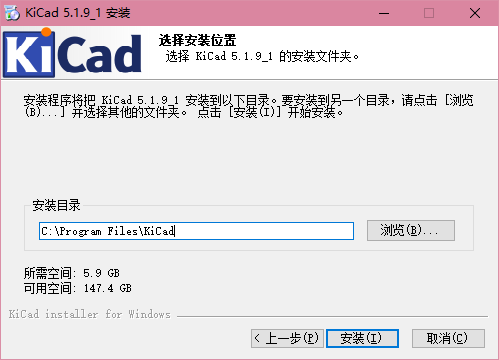 KiCad 5.1.9_1 安装
KiCad
选择安装位置
选择 KiCad 5.1.9_1 的安装文件夹。
安装程序将把 KiCad 5.1.9_1 安装到以下目录。要安装到另一个目录，请点击 [浏览
(B)...] 并选择其他的文件夹。 点击 [安装(I)] 开始安装。
安装目录
C:\Program Files\KiCad
浏览(B)...
所需空间: 5.9 GB
可用空间: 147.4 GB
KiCad installer for Windows
< 上一步(P)
安装(I)
取消(C)